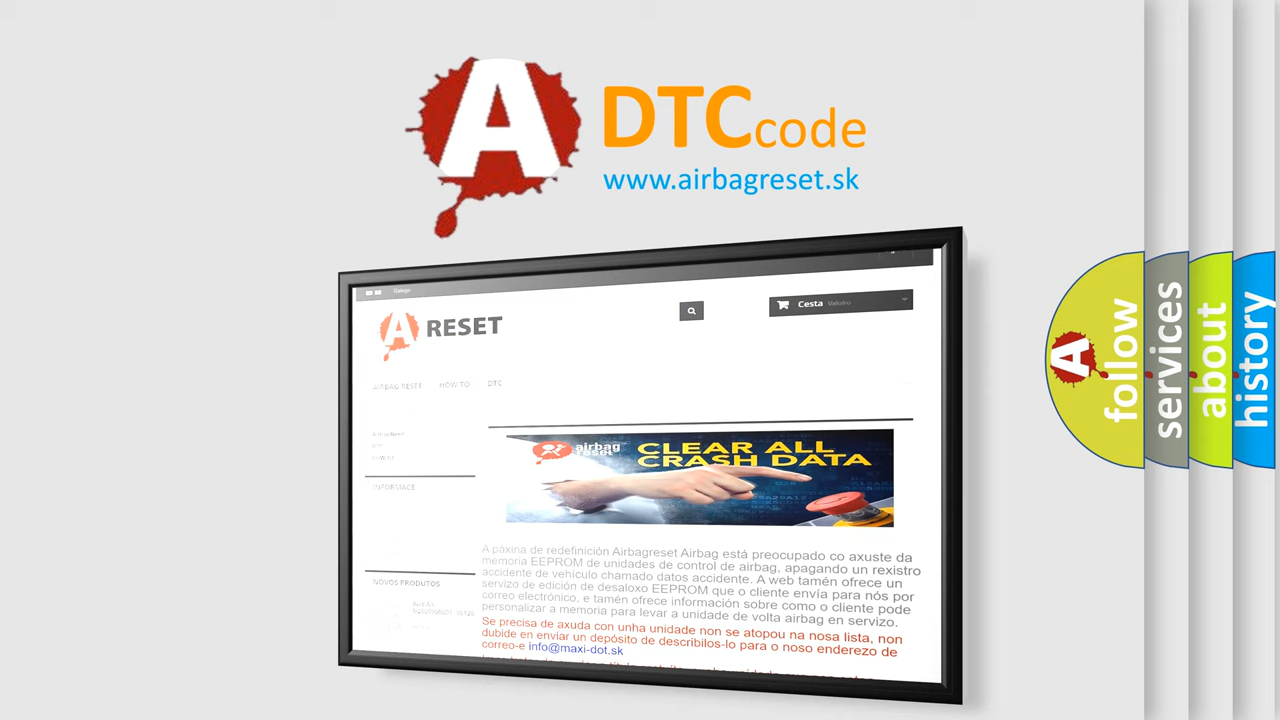 A DTCcode
www.airbagreset.sk
Galego
A RESET
Cesta Valeiro
AIRBAG RESET HOW TO DTC
INFORMACE
airbag
reset
CLEAR ALL
CRASH DATA
A páxina de redefinición Airbagreset Airbag está preocupado co axuste da
memoria EEPROM de unidades de control de airbag, apagando un rexistro
accidente de vehículo chamado datos accidente. A web tamén ofrece un
servizo de edición de desaloxo EEPROM que o cliente envía para nós por
correo electrónico, e tamén ofrece información sobre como o cliente pode
personalizar a memoria para levar a unidade de volta airbag en servizo.
Se precisa de axuda con unha unidade non se atopou na nosa lista, non
dubide en enviar un depósito de describilos-lo para o noso enderezo de
correo-e info@maxi-dot.sk
NOVOS PRODUTOS
A
follow
services
about
history